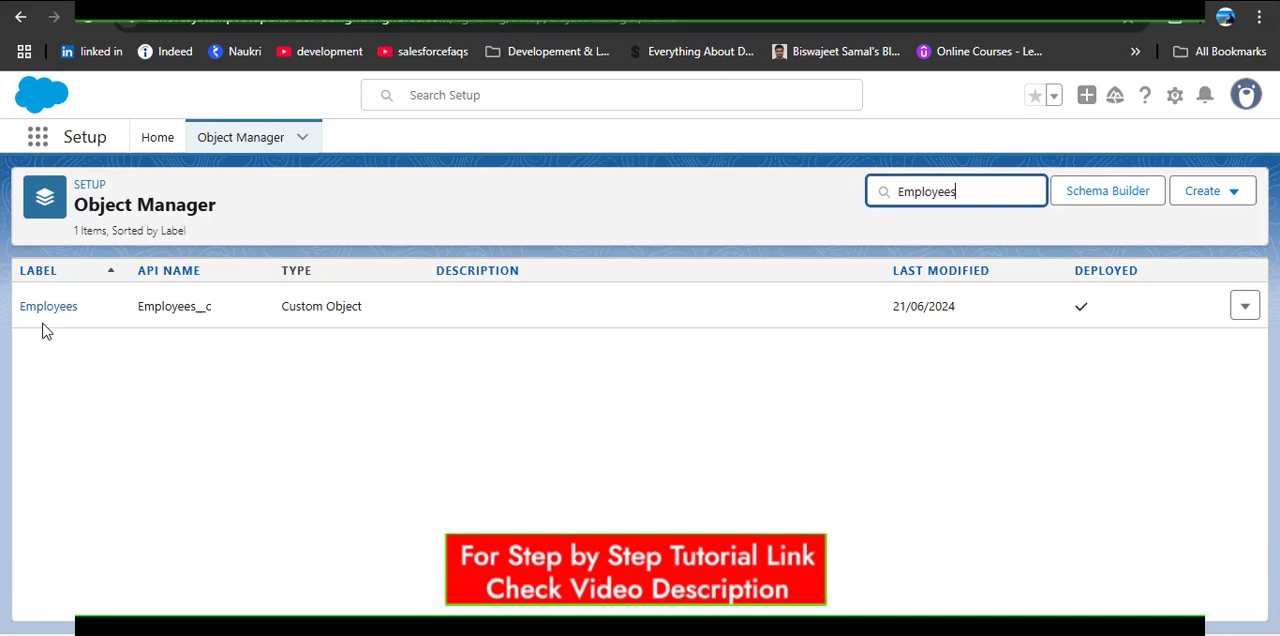 linked in
Indeed
Naukri
development
salesforcefaqs
Developement & L...
Everything About D...
Biswajeet Samal's Bl...
Online Courses - Le...
»
All Bookmarks
Search Setup
Setup
Home
Object Manager
SETUP
Object Manager
1 Items, Sorted by Label
Employees
Schema Builder
Create
LABEL API NAME TYPE DESCRIPTION LAST MODIFIED DEPLOYED
Employees Employees__c Custom Object 21/06/2024
For Step by Step Tutorial Link
Check Video Description